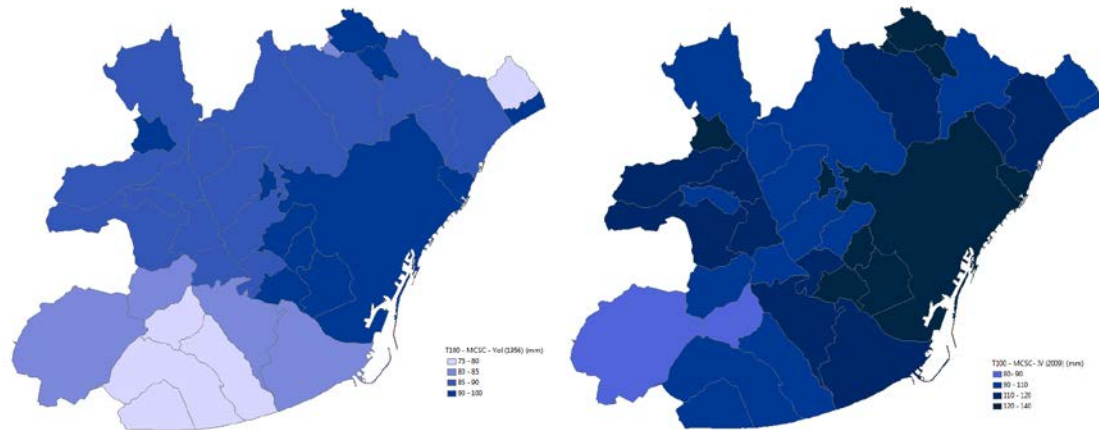 T100 - MCSC - Yiel (1956) (mm)
75 - 80
80 - 85
85 - 90
90 - 100
T100 - MCSC - JV (2009) (mm)
80 - 90
90 - 110
110 - 120
120 - 140